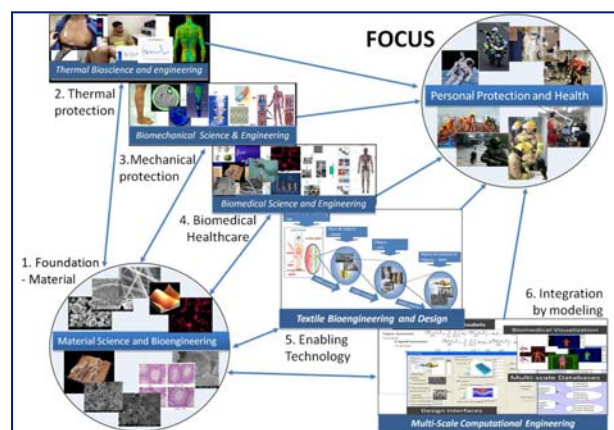 FOCUS
Thermal Bioscience and engineering
2. Thermal
protection
Personal Protection and Health
Biomechanical Science & Engineering
3.Mechanical
protection
Biomedical Science and Engineering
4. Biomedical
Healthcare
1. Foundation
- Material
6. Integration
by modeling
Material Science and Bioengineering
Textile Bioengineering and Design
5. Enabling
Technology
Biomedical Visualization
Multi-scale Databases
Design Interfaces
Multi-Scale Computational Engineering